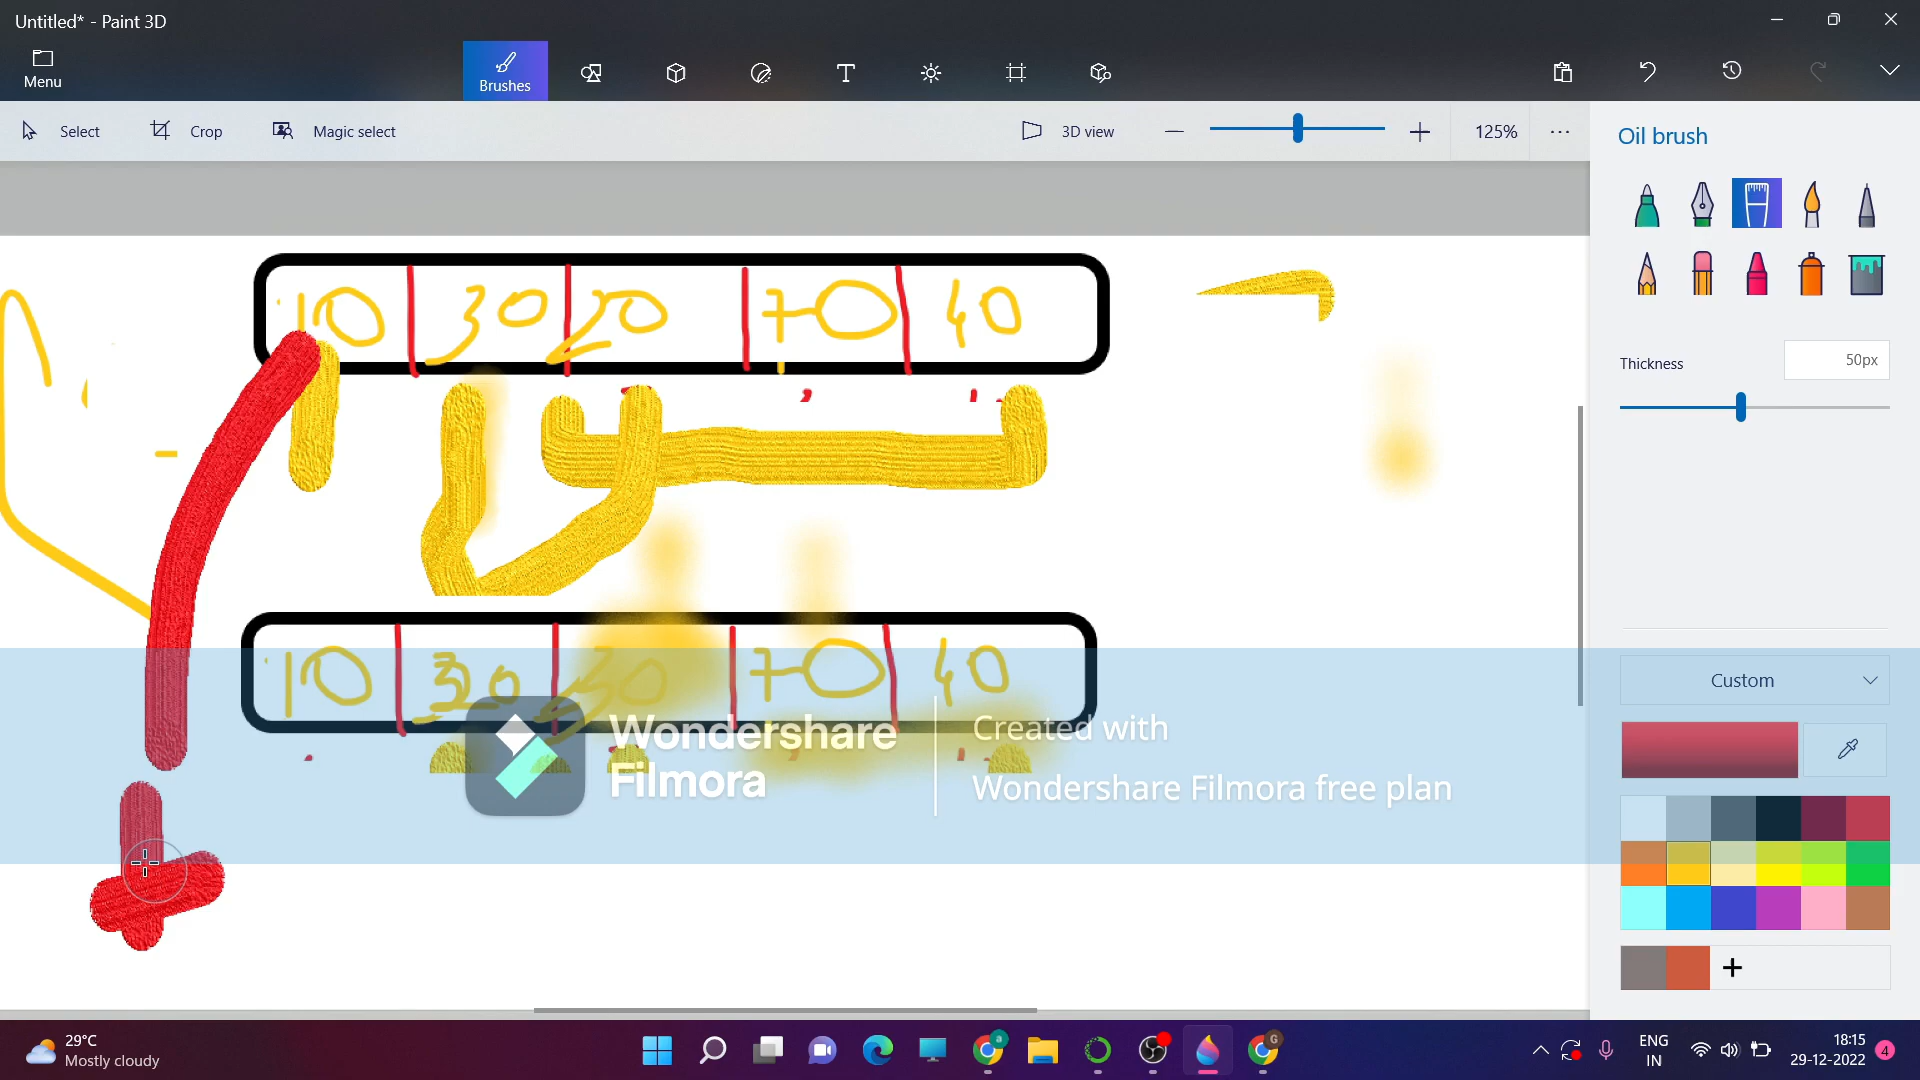 Untitled* - Paint 3D
Menu
Brushes
Select
Crop
Magic select
3D view
125%
Oil brush
Thickness
50px
10 30 20 70 40
10 30 30 70 40
Custom
Wondershare
Filmora
Created with
Wondershare Filmora free plan
29°C
Mostly cloudy
a
G
ENG
IN
18:15
29-12-2022
4